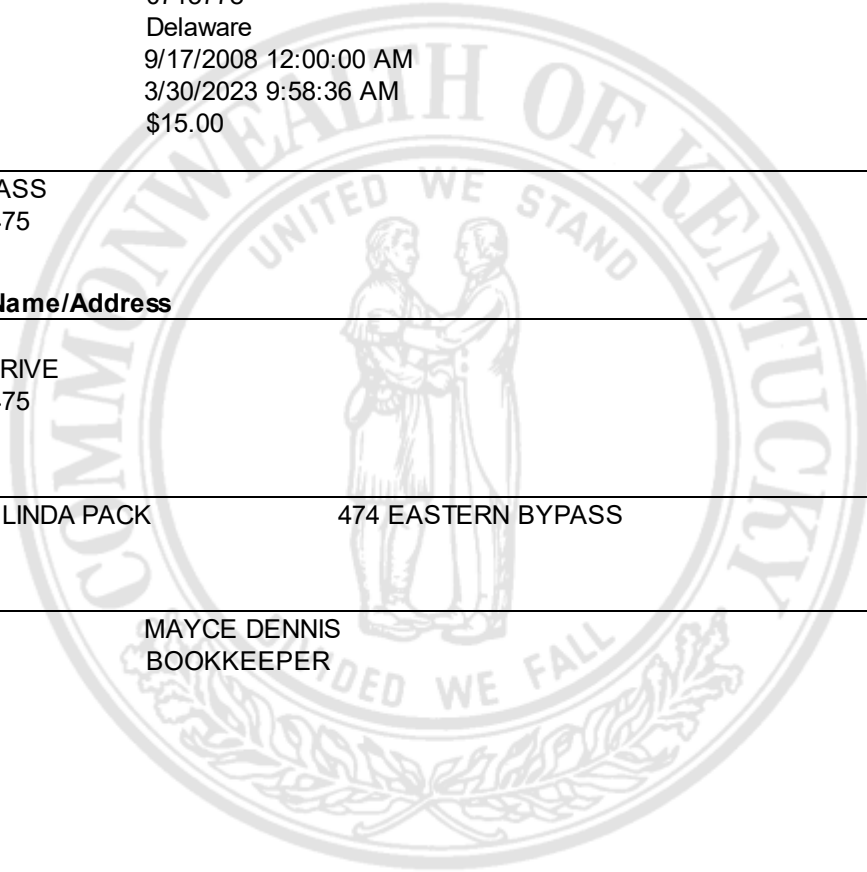 Delaware
9/17/2008 12:00:00 AM
3/30/2023 9:58:36 AM
$15.00
ASS
475
Name/Address
RIVE
475
LINDA PACK 474 EASTERN BYPASS
MAYCE DENNIS
BOOKKEEPER
COMMONWEALTH OF KENTUCKY
UNITED WE STAND
DIVIDED WE FALL